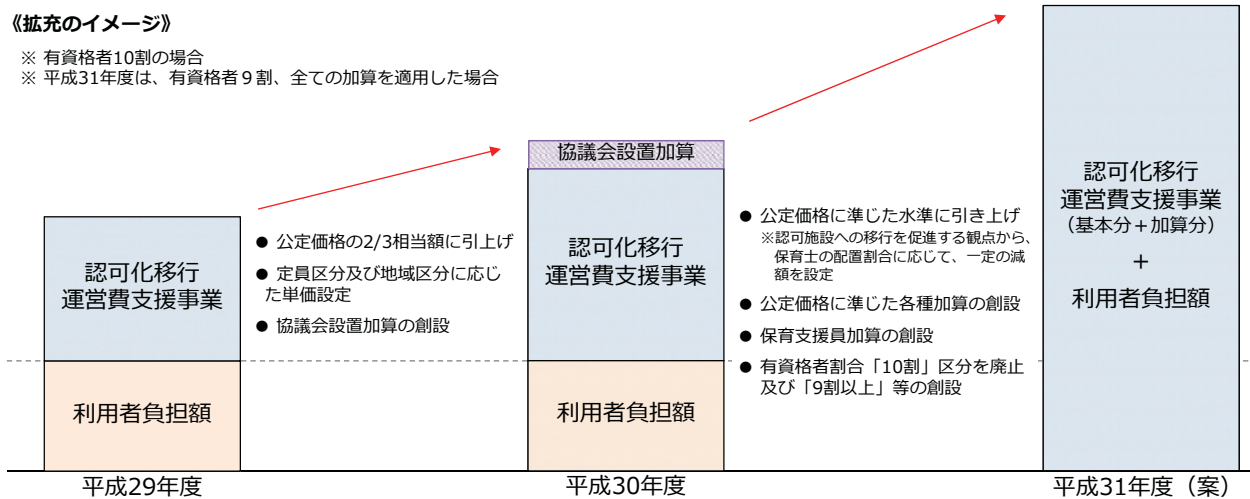 《拡充のイメージ》
※ 有資格者10割の場合
※ 平成31年度は、有資格者９割、全ての加算を適用した場合
認可化移行
運営費支援事業
利用者負担額
平成29年度
● 公定価格の2/3相当額に引上げ
● 定員区分及び地域区分に応じ
た単価設定
● 協議会設置加算の創設
協議会設置加算
認可化移行
運営費支援事業
利用者負担額
平成30年度
● 公定価格に準じた水準に引き上げ
※認可施設への移行を促進する観点から、
保育士の配置割合に応じて、一定の減
額を設定
● 公定価格に準じた各種加算の創設
● 保育支援員加算の創設
● 有資格者割合「10割」区分を廃止
及び「9割以上」等の創設
認可化移行
運営費支援事業
（基本分＋加算分）
＋
利用者負担額
平成31年度（案）